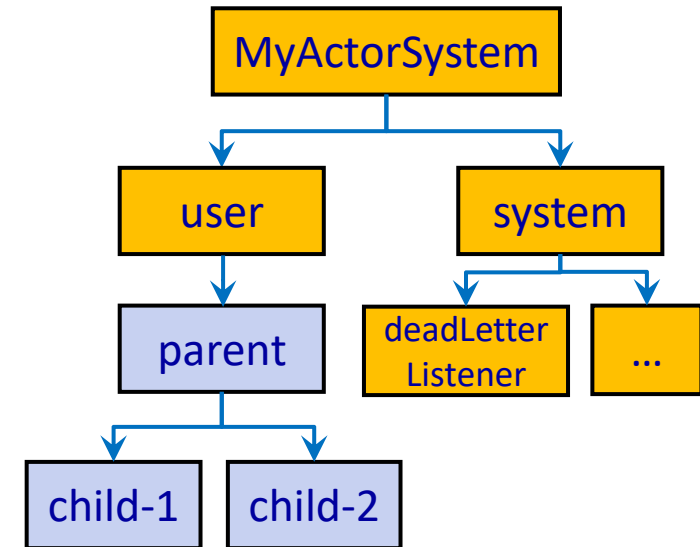 MyActorSystem
user
system
parent
deadLetter
Listener
...
child-1
child-2